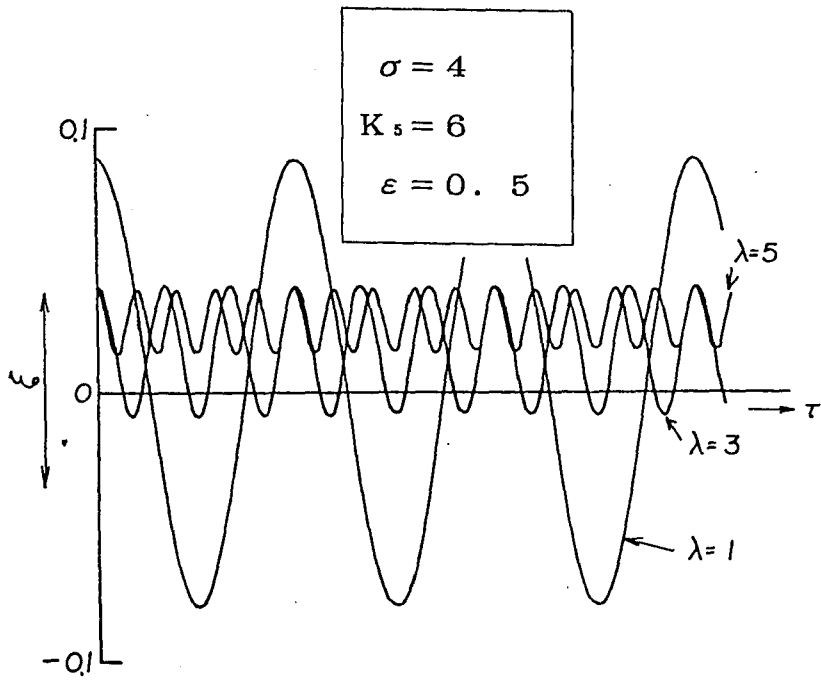 σ = 4
K₅ = 6
ε = 0. 5
0.1
λ=5
ξ
0
τ
λ=3
λ=1
-0.1